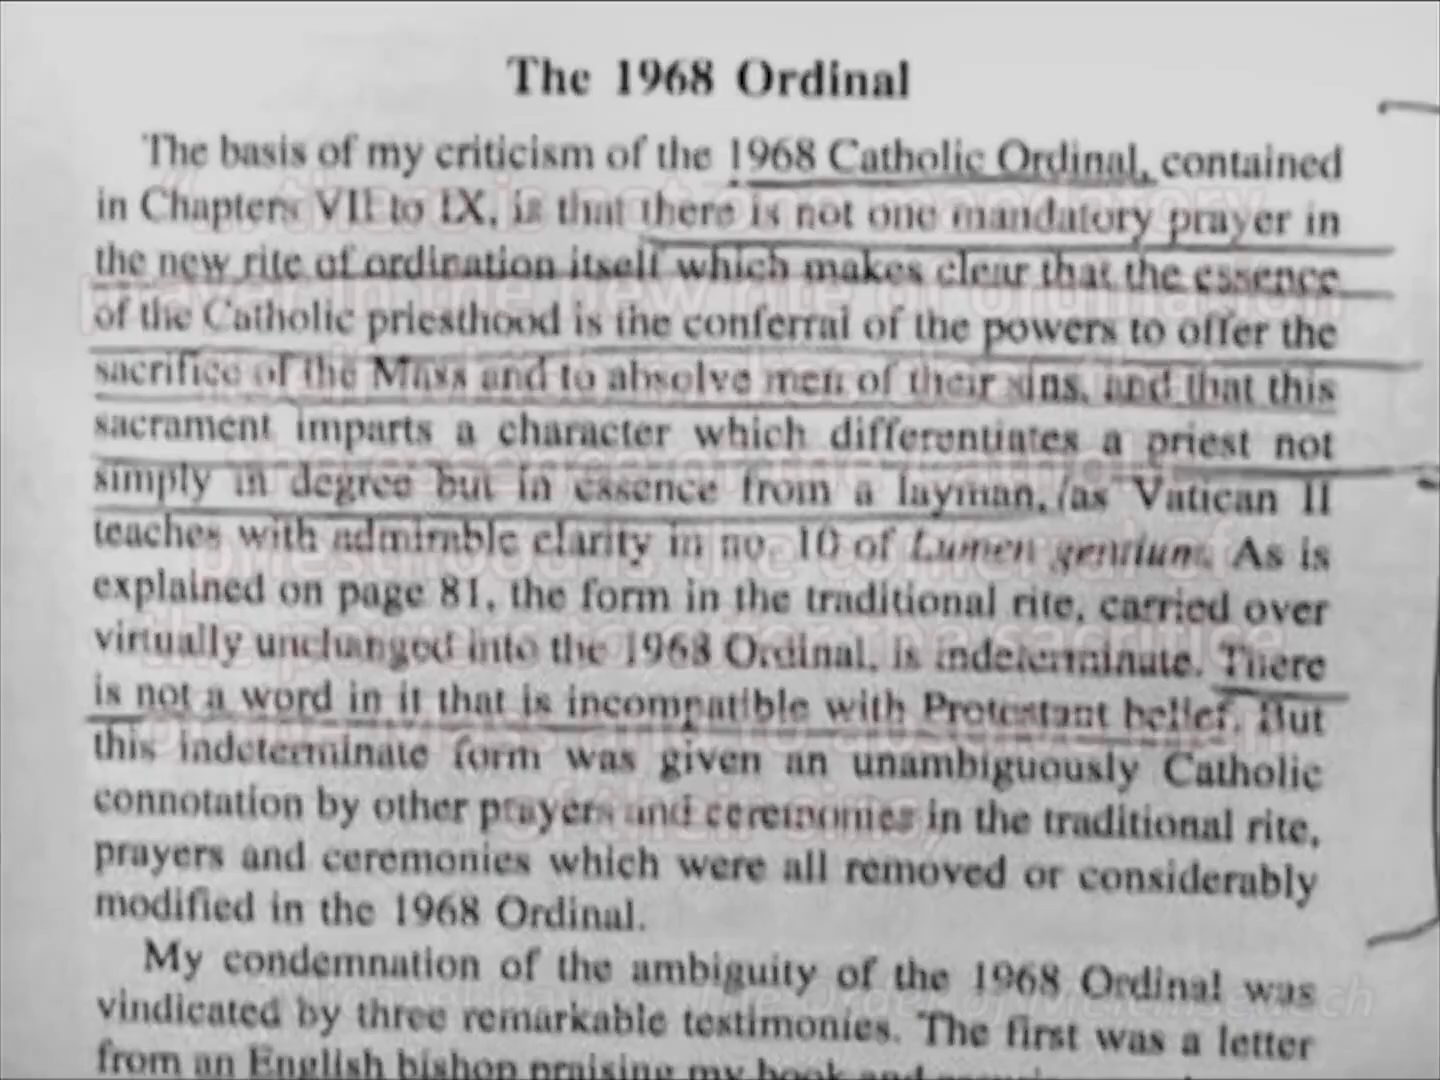 The 1968 Ordinal
The basis of my criticism of the 1968 Catholic Ordinal, contained
in Chapters VII to IX, is that there is not one mandatory prayer in
the new rite of ordination itself which makes clear that the essence
of the Catholic priesthood is the conferral of the powers to offer the
sacrifice of the Mass and to absolve men of their sins, and that this
sacrament imparts a character which differentiates a priest not
simply in degree but in essence from a layman, (as Vatican II
teaches with admirable clarity in no. 10 of Lumen gentium. As is
explained on page 81, the form in the traditional rite, carried over
virtually unchanged into the 1968 Ordinal, is indeterminate. There
is not a word in it that is incompatible with Protestant belief. But
this indeterminate form was given an unambiguously Catholic
connotation by other prayers and ceremonies in the traditional rite,
prayers and ceremonies which were all removed or considerably
modified in the 1968 Ordinal.
My condemnation of the ambiguity of the 1968 Ordinal was
vindicated by three remarkable testimonies. The first was a letter
from an English bishop praising my book and